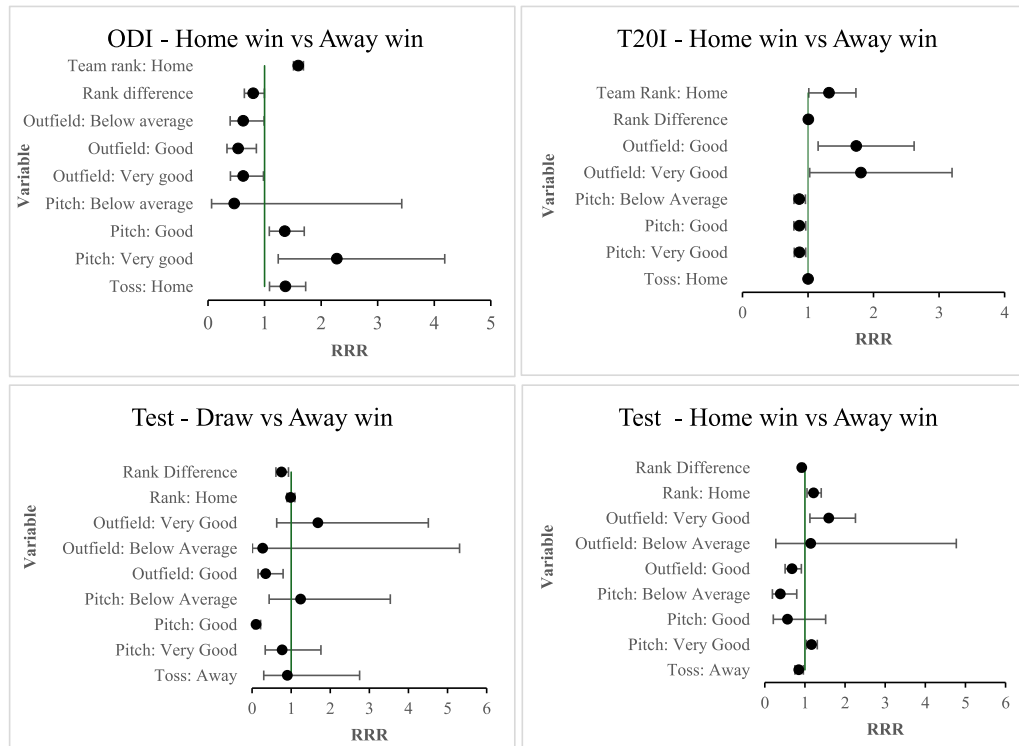 ODI - Home win vs Away win
Variable
Team rank: Home
Rank difference
Outfield: Below average
Outfield: Good
Outfield: Very good
Pitch: Below average
Pitch: Good
Pitch: Very good
Toss: Home
0 1 2 3 4 5
RRR
T20I - Home win vs Away win
Team Rank: Home
Rank Difference
Outfield: Good
Outfield: Very Good
Pitch: Below Average
Pitch: Good
Pitch: Very Good
Toss: Home
0 1 2 3 4
RRR
Test - Draw vs Away win
Variable
Rank Difference
Rank: Home
Outfield: Very Good
Outfield: Below Average
Outfield: Good
Pitch: Below Average
Pitch: Good
Pitch: Very Good
Toss: Away
0 1 2 3 4 5 6
RRR
Test - Home win vs Away win
Variable
Rank Difference
Rank: Home
Outfield: Very Good
Outfield: Below Average
Outfield: Good
Pitch: Below Average
Pitch: Good
Pitch: Very Good
Toss: Away
0 1 2 3 4 5 6
RRR